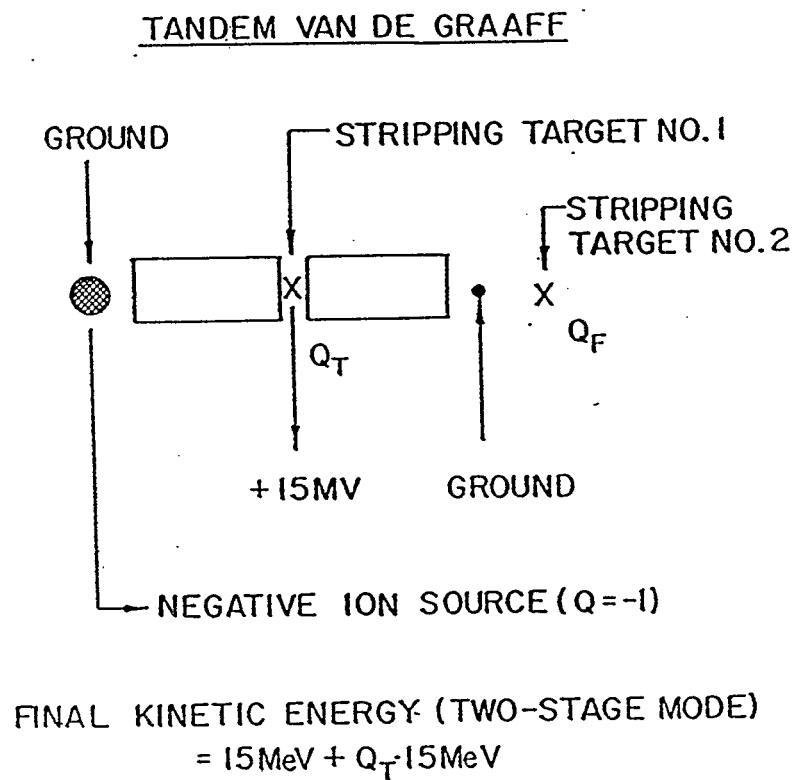 TANDEM VAN DE GRAAFF
GROUND
STRIPPING TARGET NO.1
STRIPPING
TARGET NO.2
X
X
Q_T
Q_F
+15MV
GROUND
NEGATIVE ION SOURCE (Q=-1)
FINAL KINETIC ENERGY (TWO-STAGE MODE)
= 15MeV + Q_T·15MeV